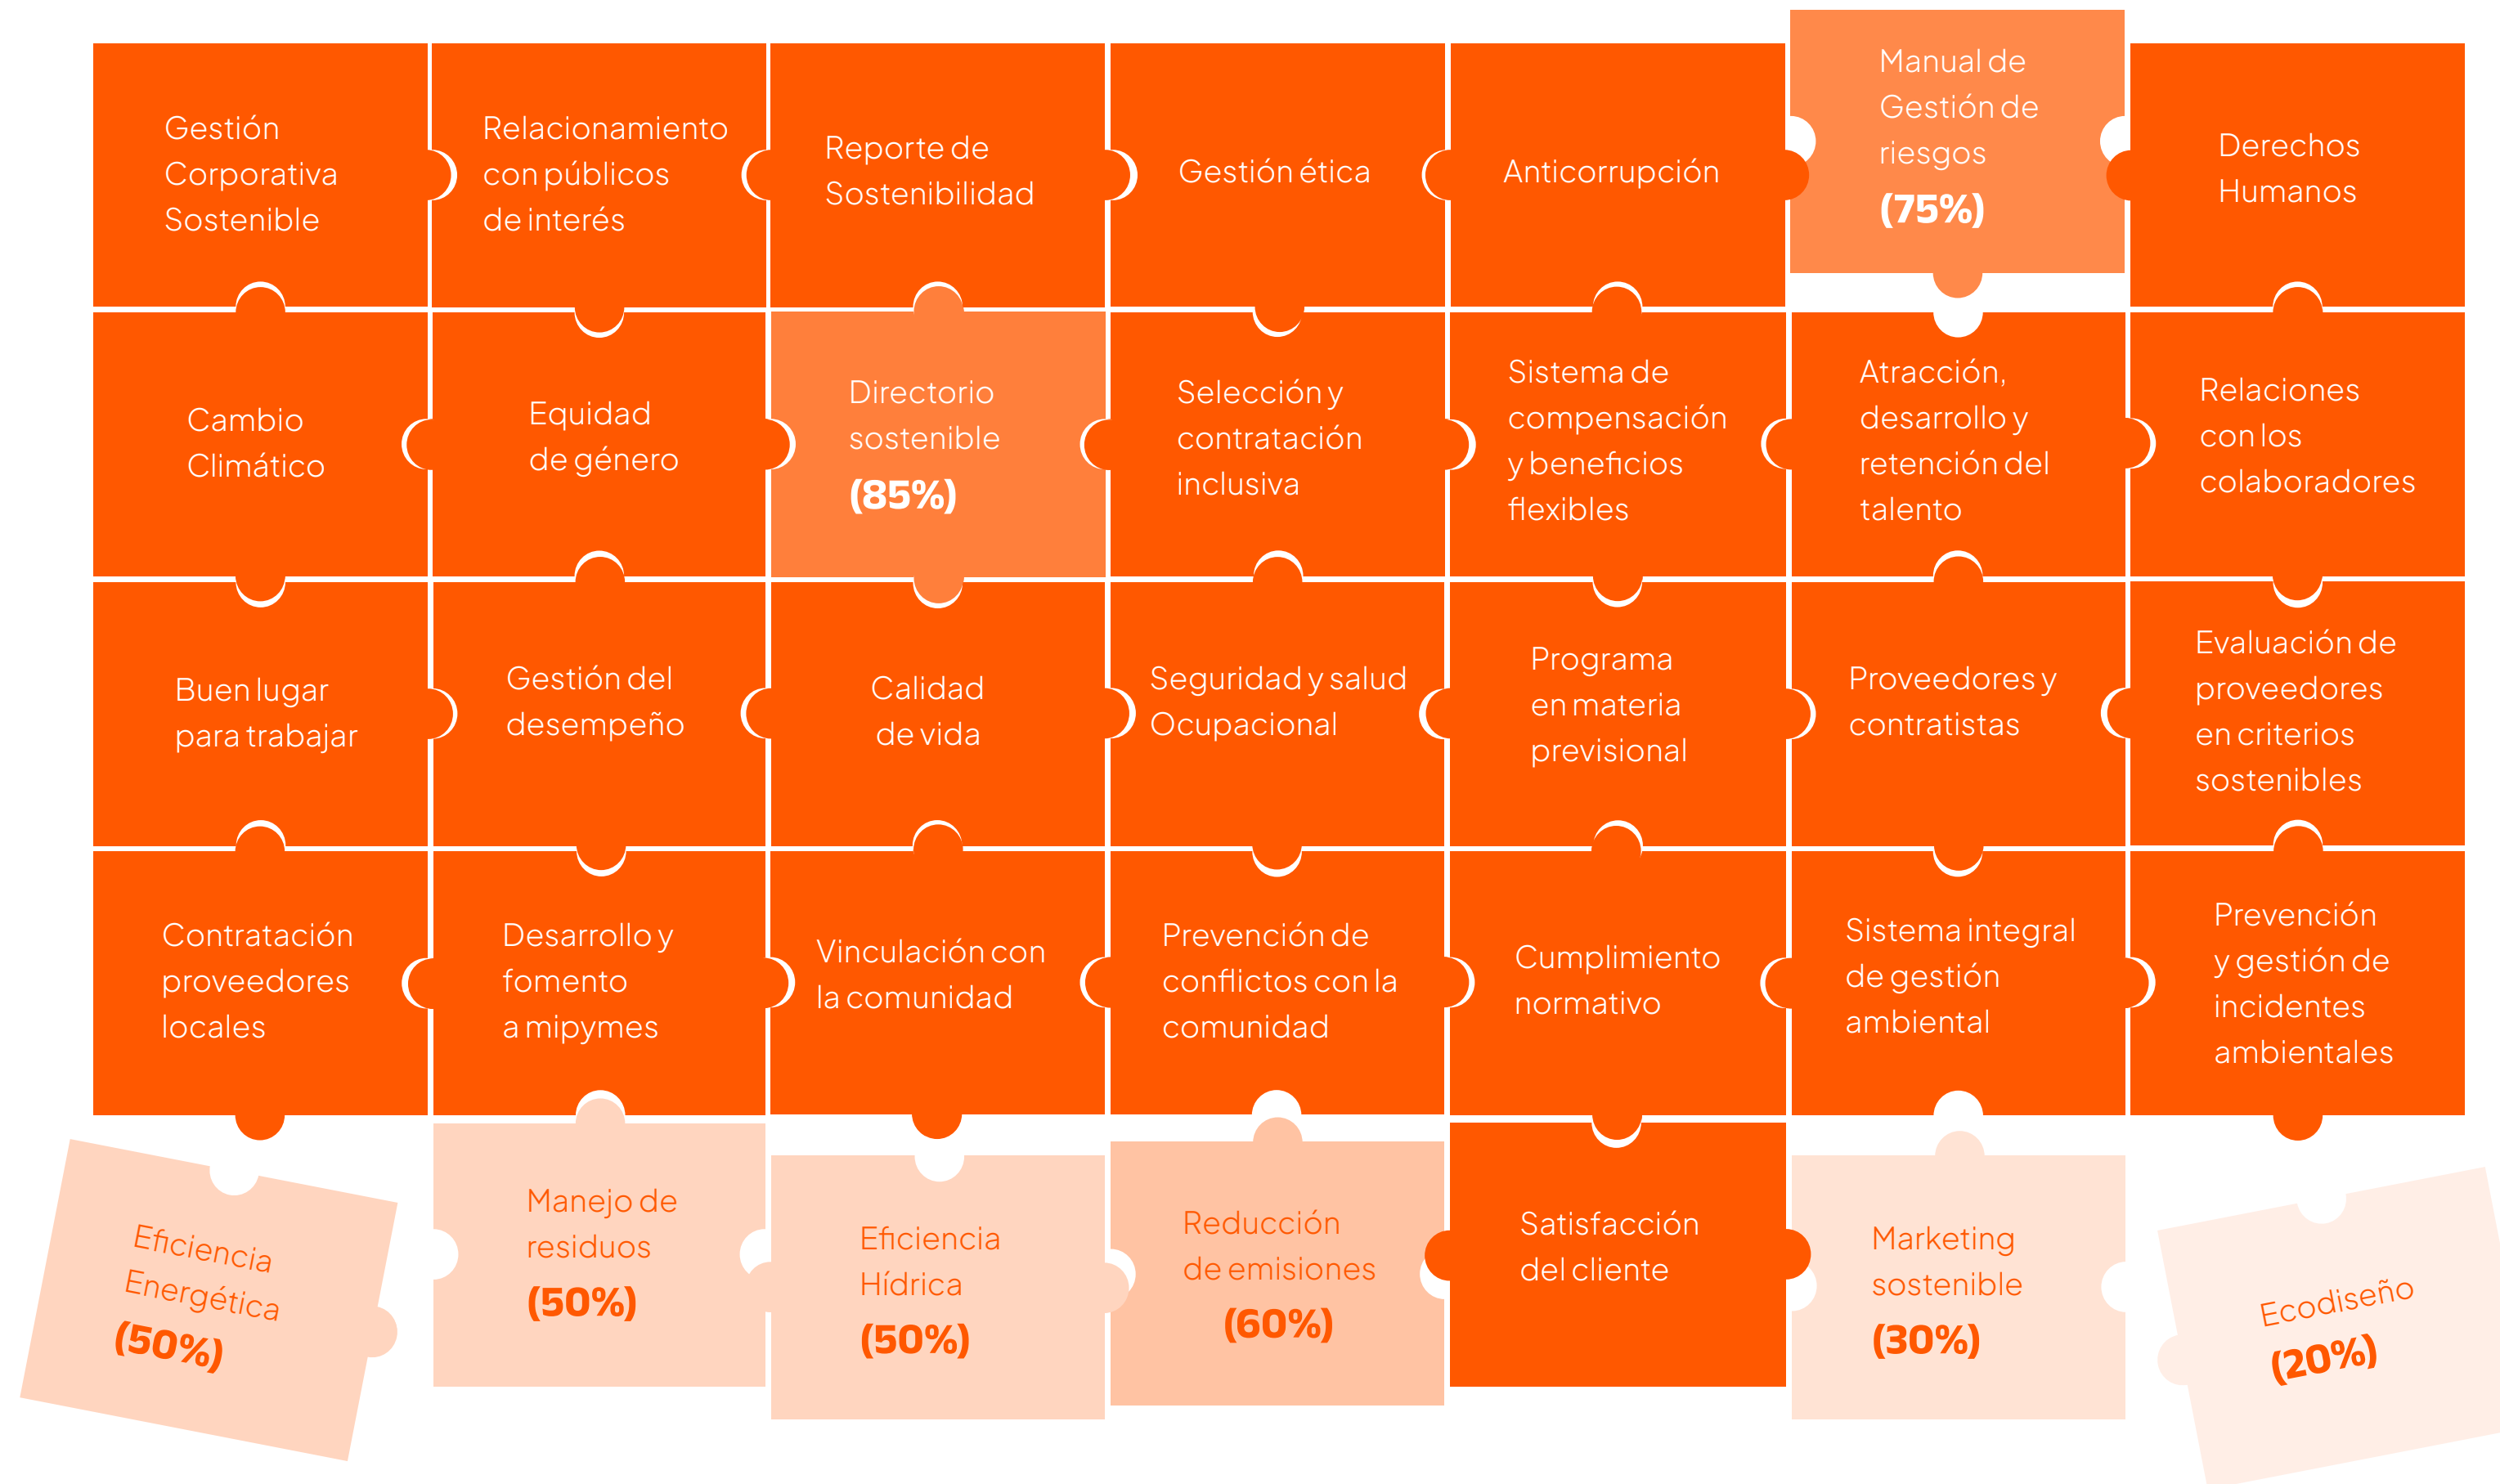 Gestión
Corporativa
Sostenible
Relacionamiento
con públicos
de interés
Reporte de
Sostenibilidad
Gestión ética
Anticorrupción
Manual de
Gestión de
riesgos
(75%)
Derechos
Humanos
Cambio
Climático
Equidad
de género
Directorio
sostenible
(85%)
Selección y
contratación
inclusiva
Sistema de
compensación
y beneficios
flexibles
Atracción,
desarrollo y
retención del
talento
Relaciones
con los
colaboradores
Buen lugar
para trabajar
Gestión del
desempeño
Calidad
de vida
Seguridad y salud
Ocupacional
Programa
en materia
previsional
Proveedores y
contratistas
Evaluación de
proveedores
en criterios
sostenibles
Contratación
proveedores
locales
Desarrollo y
fomento
a mipymes
Vinculación con
la comunidad
Prevención de
conflictos con la
comunidad
Cumplimiento
normativo
Sistema integral
de gestión
ambiental
Prevención
y gestión de
incidentes
ambientales
Eficiencia
Energética
(50%)
Manejo de
residuos
(50%)
Eficiencia
Hídrica
(50%)
Reducción
de emisiones
(60%)
Satisfacción
del cliente
Marketing
sostenible
(30%)
Ecodiseño
(20%)